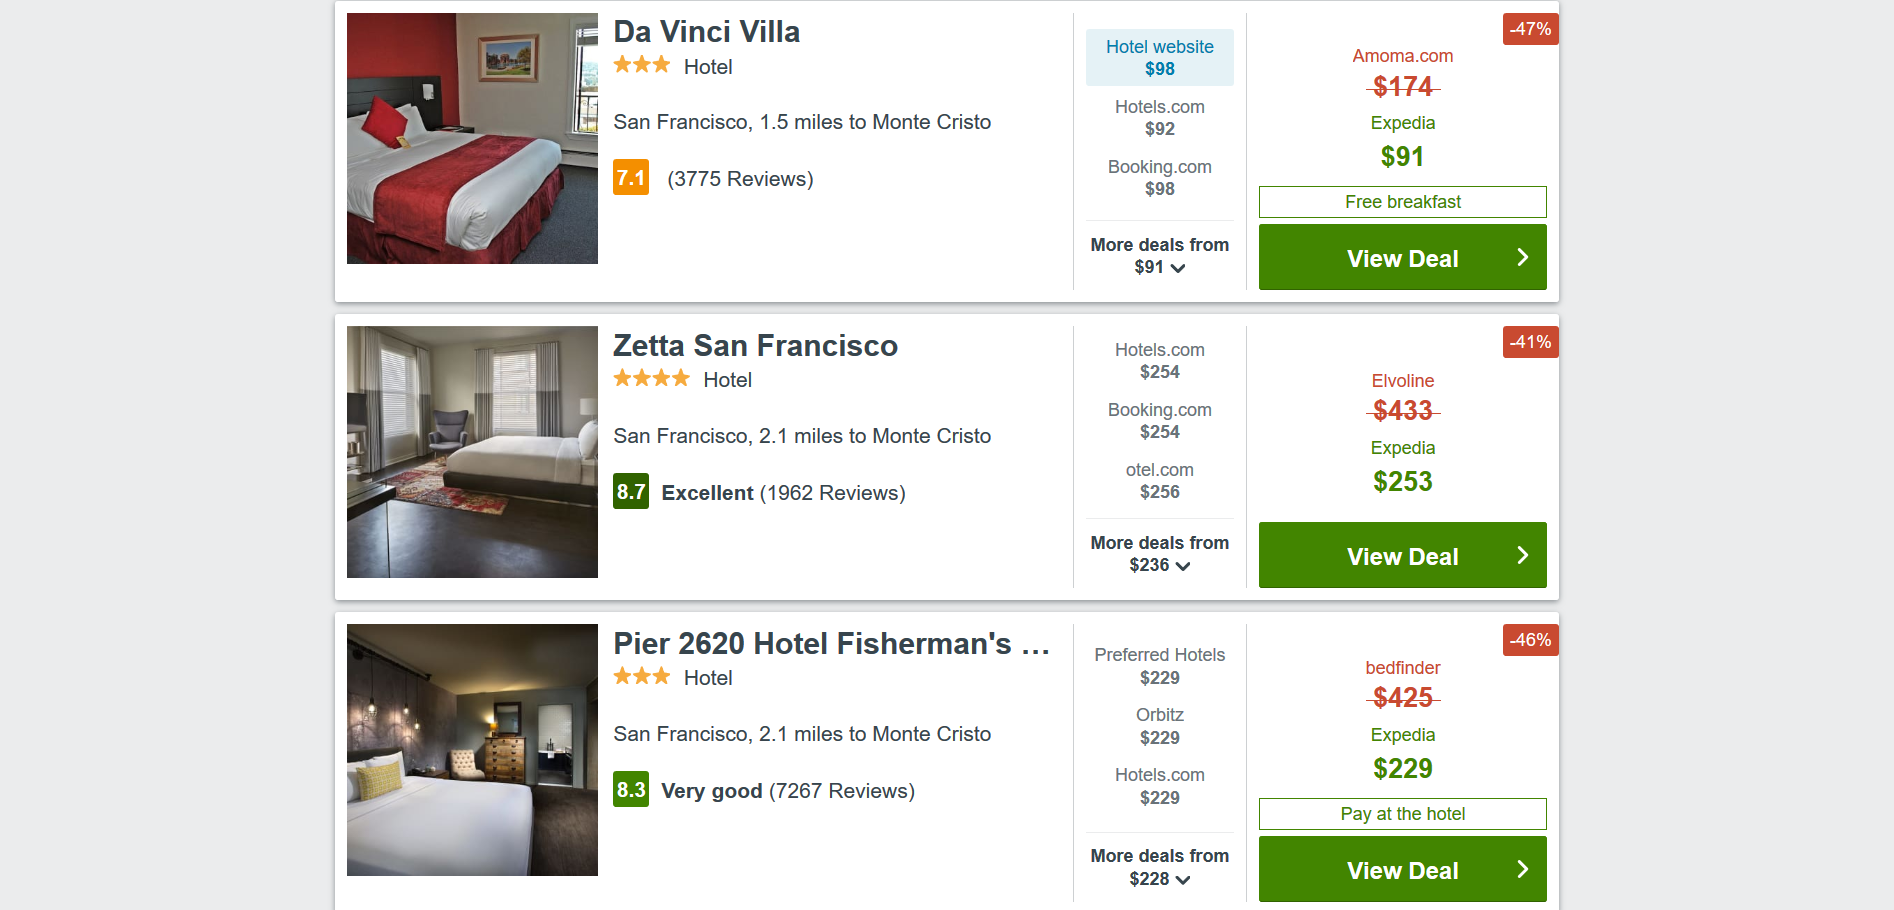 Da Vinci Villa
Hotel
San Francisco, 1.5 miles to Monte Cristo
7.1 (3775 Reviews)
Hotel website
$98
Hotels.com
$92
Booking.com
$98
More deals from
$91
-47%
Amoma.com
$174
Expedia
$91
Free breakfast
View Deal
Zetta San Francisco
Hotel
San Francisco, 2.1 miles to Monte Cristo
8.7 Excellent (1962 Reviews)
Hotels.com
$254
Booking.com
$254
otel.com
$256
More deals from
$236
-41%
Elvoline
$433
Expedia
$253
View Deal
Pier 2620 Hotel Fisherman's ...
Hotel
San Francisco, 2.1 miles to Monte Cristo
8.3 Very good (7267 Reviews)
Preferred Hotels
$229
Orbitz
$229
Hotels.com
$229
More deals from
$228
-46%
bedfinder
$425
Expedia
$229
Pay at the hotel
View Deal